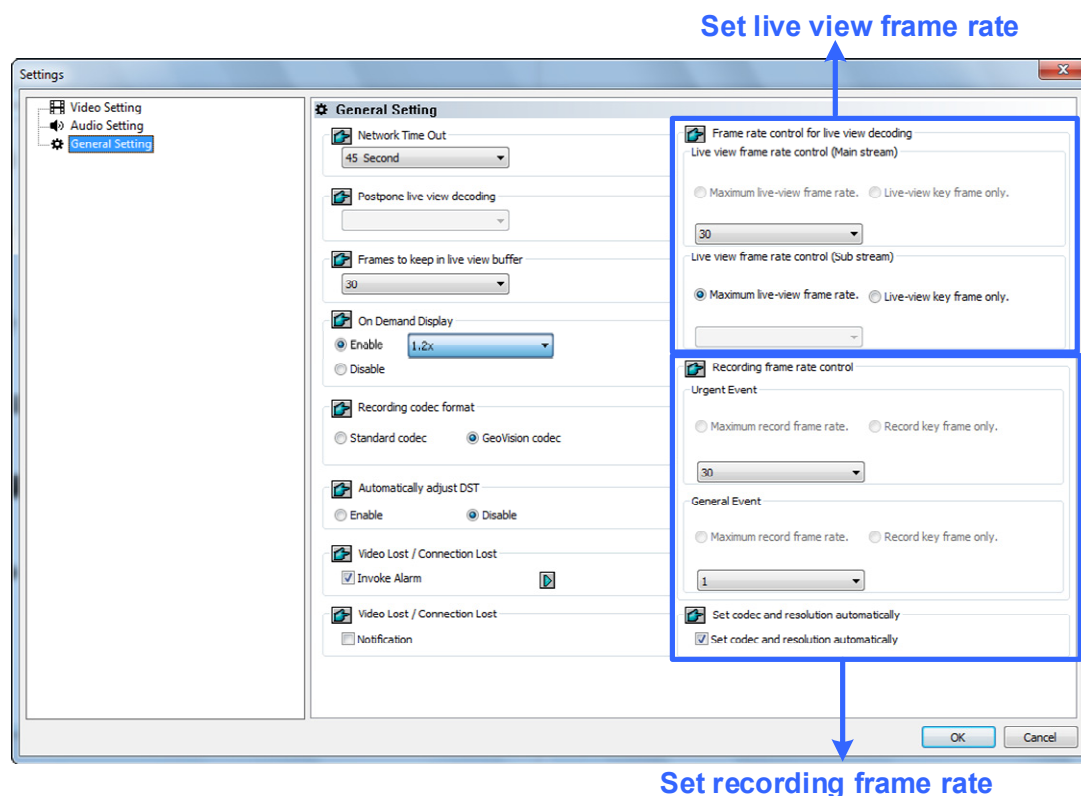 Set live view frame rate
Settings
Video Setting
Audio Setting
General Setting
General Setting
Network Time Out
45 Second
Postpone live view decoding
Frames to keep in live view buffer
30
On Demand Display
Enable
1.2x
Disable
Recording codec format
Standard codec
GeoVision codec
Automatically adjust DST
Enable
Disable
Video Lost / Connection Lost
Invoke Alarm
Video Lost / Connection Lost
Notification
Frame rate control for live view decoding
Live view frame rate control (Main stream)
Maximum live-view frame rate.
Live-view key frame only.
30
Live view frame rate control (Sub stream)
Maximum live-view frame rate.
Live-view key frame only.
Recording frame rate control
Urgent Event
Maximum record frame rate.
Record key frame only.
30
General Event
Maximum record frame rate.
Record key frame only.
1
Set codec and resolution automatically
Set codec and resolution automatically
OK
Cancel
Set recording frame rate